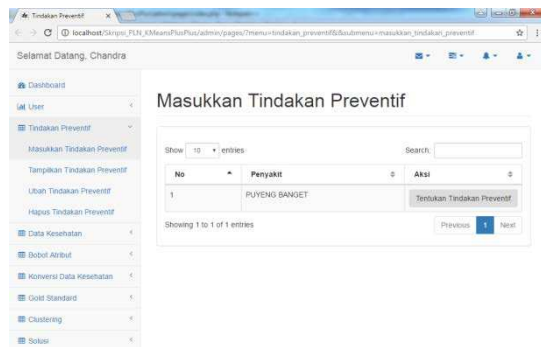 Tindakan Preventif
localhost/Skripsi_PLN_KMeansPlusPlus/admin/pages/?menu=tindakan_preventif&submenu=masukkan_tindakan_preventif
Selamat Datang, Chandra
Dashboard
User
Tindakan Preventif
Masukkan Tindakan Preventif
Tampilkan Tindakan Preventif
Ubah Tindakan Preventif
Hapus Tindakan Preventif
Data Kesehatan
Bobot Atribut
Konversi Data Kesehatan
Gold Standard
Clustering
Solusi
Masukkan Tindakan Preventif
Show 10 entries Search:
No Penyakit Aksi
1 PUYENG BANGET Tentukan Tindakan Preventif
Showing 1 to 1 of 1 entries Previous 1 Next